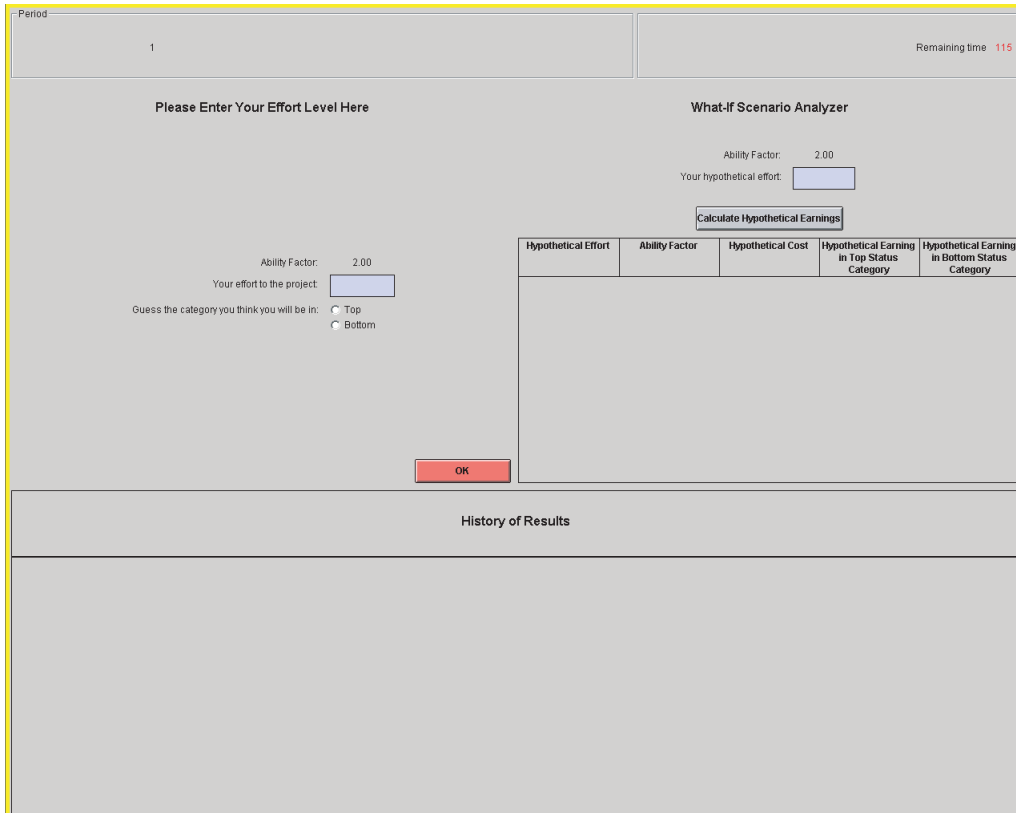 Period
1
Remaining time 115
Please Enter Your Effort Level Here
What-If Scenario Analyzer
Ability Factor: 2.00
Your hypothetical effort:
Calculate Hypothetical Earnings
Hypothetical Effort
Ability Factor
Hypothetical Cost
Hypothetical Earning
in Top Status
Category
Hypothetical Earning
in Bottom Status
Category
Ability Factor: 2.00
Your effort to the project:
Guess the category you think you will be in: Top
Bottom
OK
History of Results